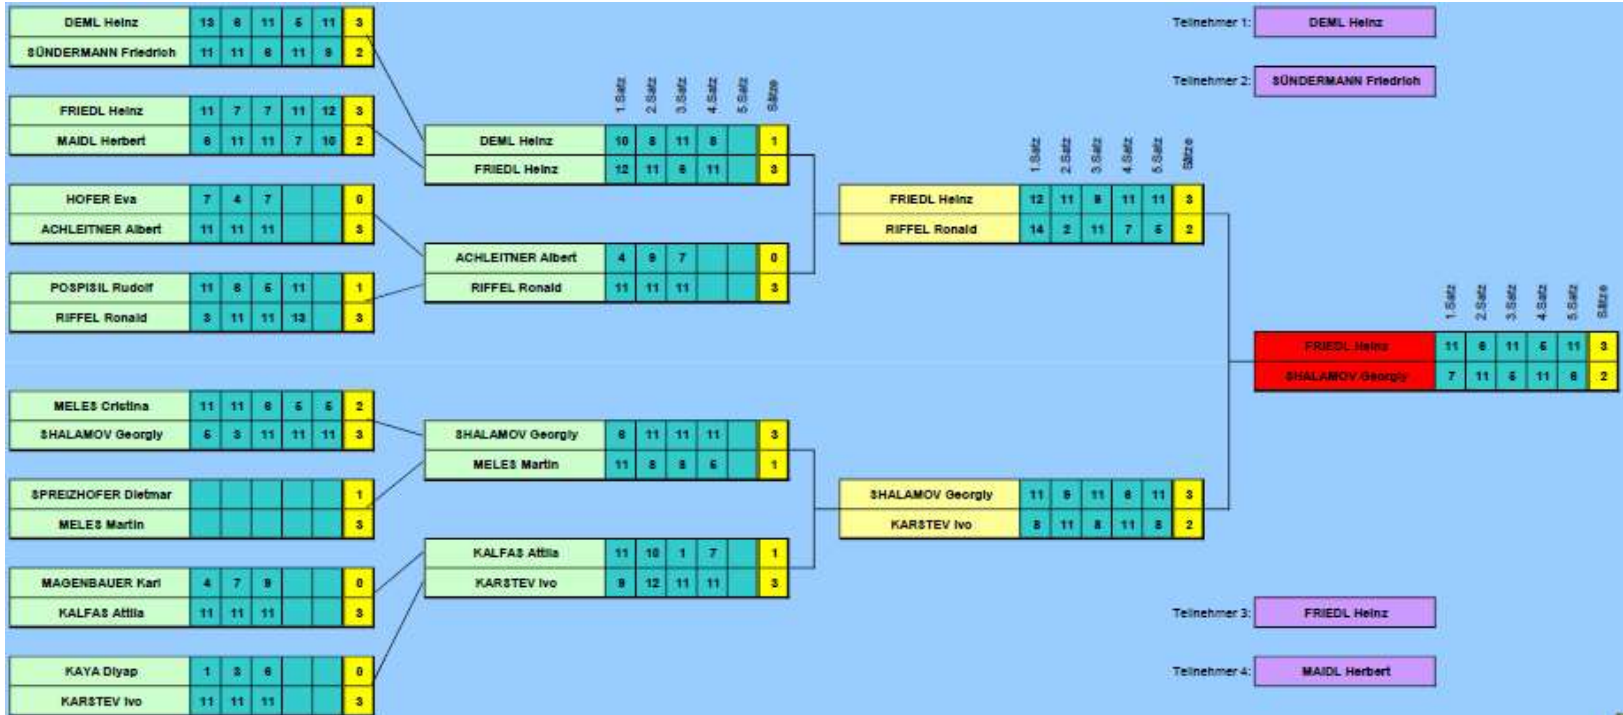 DEML Heinz 13 6 11 5 11 3
SÜNDERMANN Friedrich 11 11 8 11 9 2
FRIEDL Heinz 11 7 7 11 12 3
MAIDL Herbert 6 11 11 7 10 2
HOFER Eva 7 4 7 0
ACHLEITNER Albert 11 11 11 3
POSPISIL Rudolf 11 6 5 11 1
RIFFEL Ronald 3 11 11 13 3
MELES Cristina 11 11 6 5 5 2
SHALAMOV Georgiy 5 3 11 11 11 3
SPREIZHOFER Dietmar 1
MELES Martin 3
MAGENBAUER Karl 4 7 9 0
KALFAS Attila 11 11 11 3
KAYA Diyap 1 3 6 0
KARSTEV Ivo 11 11 11 3
1.Satz 2.Satz 3.Satz 4.Satz 5.Satz Sätze
DEML Heinz 10 8 11 1
FRIEDL Heinz 12 11 6 11 3
ACHLEITNER Albert 4 9 7 0
RIFFEL Ronald 11 11 11 3
SHALAMOV Georgiy 11 11 11 3
MELES Martin 11 8 8 5 1
KALFAS Attila 11 10 1 7 1
KARSTEV Ivo 9 12 11 11 3
1.Satz 2.Satz 3.Satz 4.Satz 5.Satz Sätze
FRIEDL Heinz 12 11 9 11 11 3
RIFFEL Ronald 14 2 11 7 5 2
SHALAMOV Georgiy 11 9 11 11 3
KARSTEV Ivo 8 11 8 11 8 2
1.Satz 2.Satz 3.Satz 4.Satz 5.Satz Sätze
FRIEDL Heinz 11 6 11 5 11 3
SHALAMOV Georgiy 7 11 5 11 2
Teilnehmer 1: DEML Heinz
Teilnehmer 2: SÜNDERMANN Friedrich
Teilnehmer 3: FRIEDL Heinz
Teilnehmer 4: MAIDL Herbert